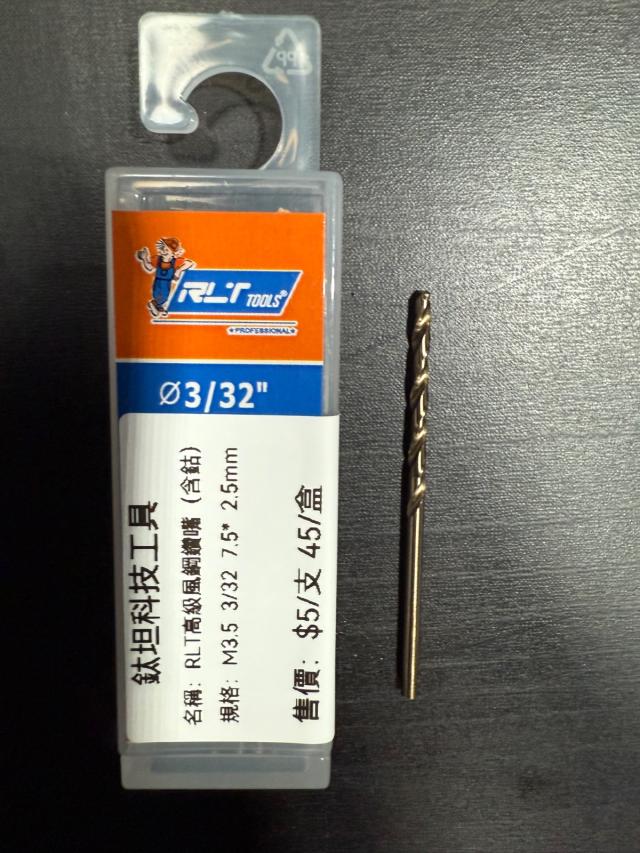 RLT TOOLS®
★PROFESSIONAL★
Ø3/32"
鈦坦科技工具
名稱: RLT高級風鋼鑽嘴 (含鈷)
規格: M3.5 3/32 7.5* 2.5mm
售價: $5/支 45/盒